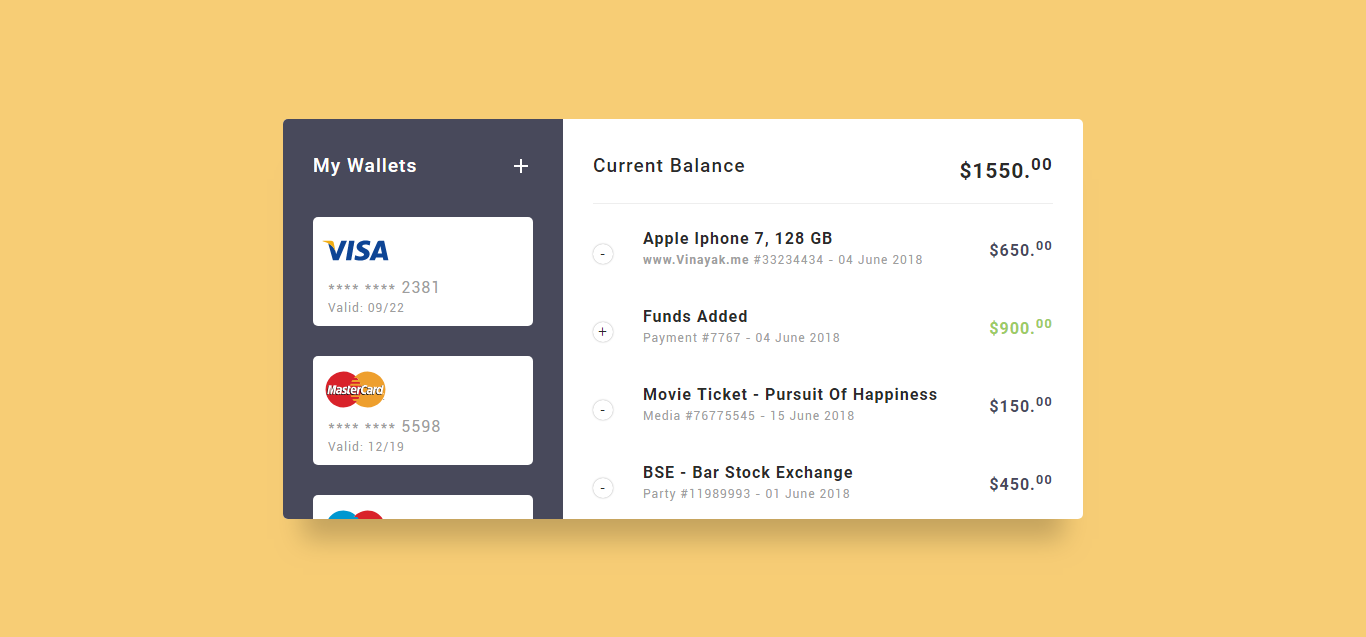 My Wallets +
VISA
**** **** 2381
Valid: 09/22
MasterCard
**** **** 5598
Valid: 12/19
Current Balance $1550.00
- Apple Iphone 7, 128 GB $650.00
www.Vinayak.me #33234434 - 04 June 2018
+ Funds Added $900.00
Payment #7767 - 04 June 2018
- Movie Ticket - Pursuit Of Happiness $150.00
Media #76775545 - 15 June 2018
- BSE - Bar Stock Exchange $450.00
Party #11989993 - 01 June 2018